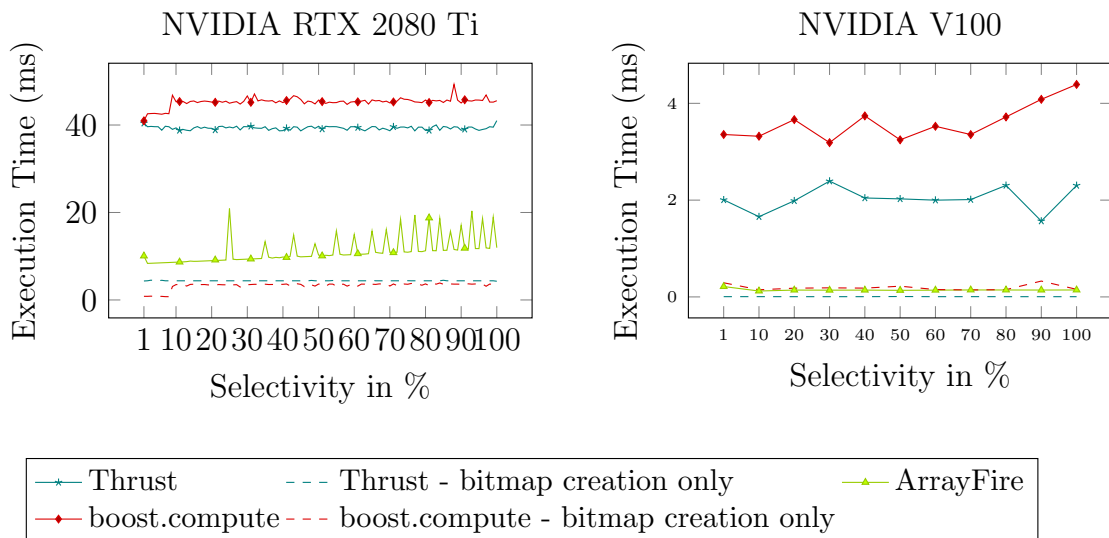 NVIDIA RTX 2080 Ti
Execution Time (ms)
40
20
0
1 10 20 30 40 50 60 70 80 90 100
Selectivity in %
NVIDIA V100
Execution Time (ms)
4
2
0
1 10 20 30 40 50 60 70 80 90 100
Selectivity in %
Thrust Thrust - bitmap creation only ArrayFire
boost.compute boost.compute - bitmap creation only